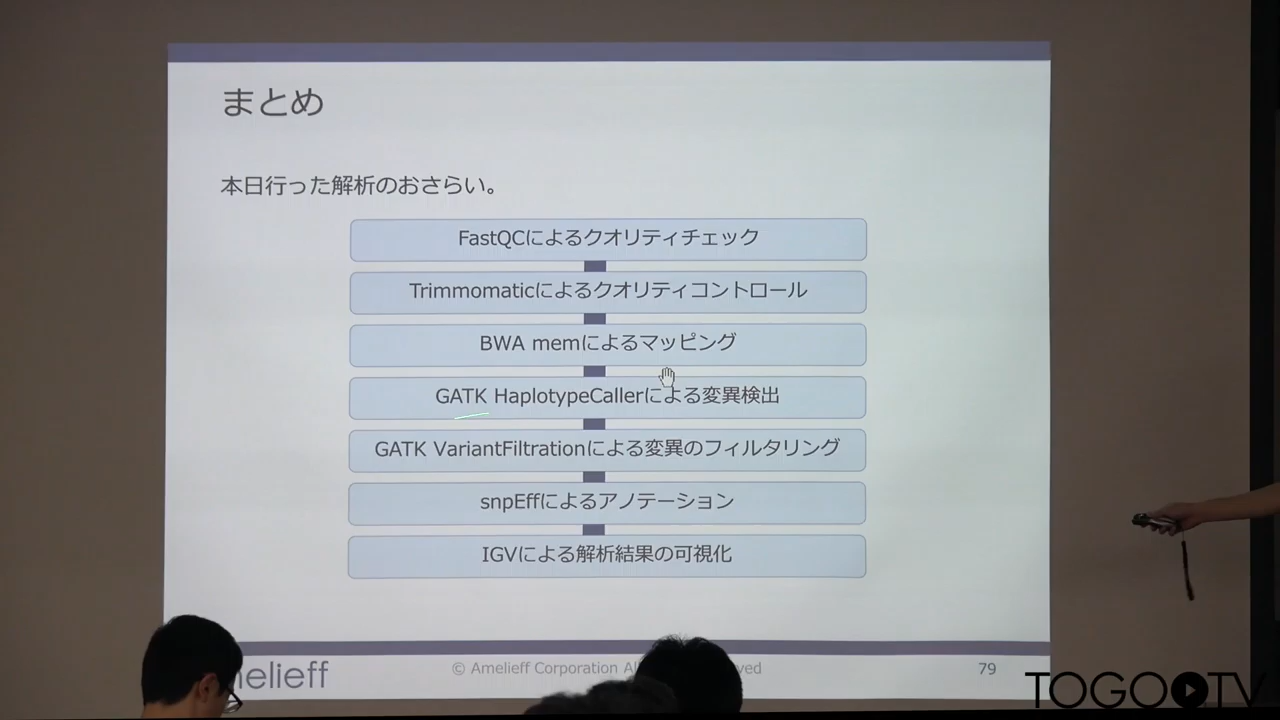 まとめ
本日行った解析のおさらい。
FastQCによるクオリティチェック
Trimmomaticによるクオリティコントロール
BWA memによるマッピング
GATK HaplotypeCallerによる変異検出
GATK VariantFiltrationによる変異のフィルタリング
snpEffによるアノテーション
IGVによる解析結果の可視化
© Amelieff Corporation
79
TOGOTV